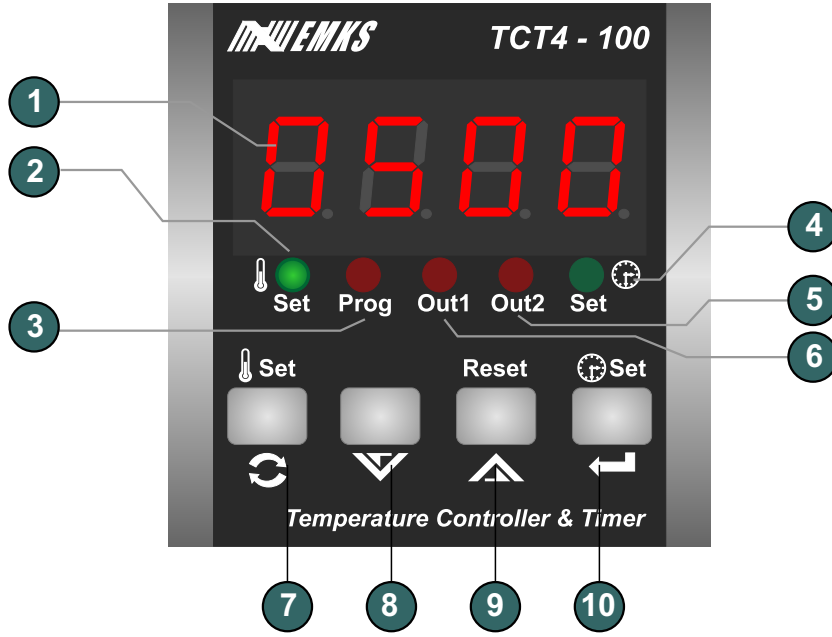 EMKS TCT4 - 100
1
0500
2
4
Set Prog Out1 Out2 Set
5
3
6
Set Reset Set
Temperature Controller & Timer
7 8 9 10